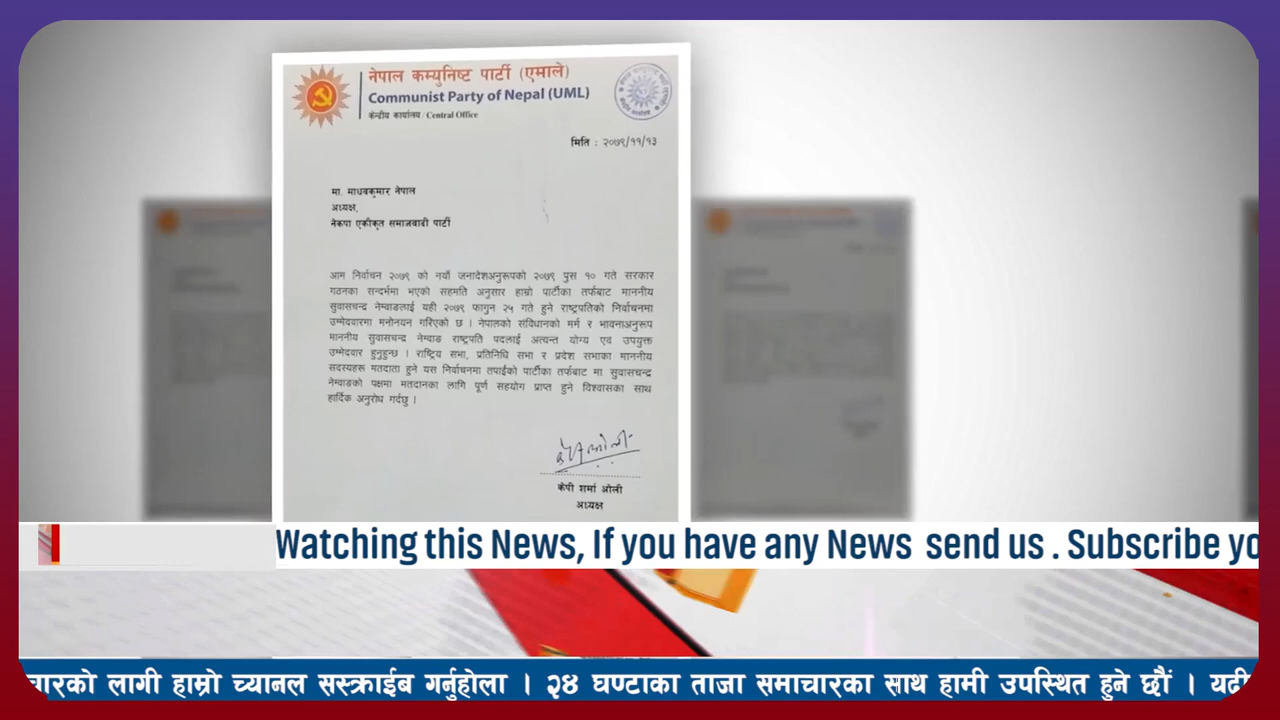 नेपाल कम्युनिष्ट पार्टी (एमाले)
Communist Party of Nepal (UML)
केन्द्रीय कार्यालय/Central Office
मिति : २०७९/११/१३
मा. माधवकुमार नेपाल
अध्यक्ष,
नेकपा एकीकृत समाजवादी पार्टी
आम निर्वाचन २०७९ को नयाँ जनादेशअनुरूपको २०७९ पुस १० गते सरकार
गठनका सन्दर्भमा भएको सहमति अनुसार हाम्रो पार्टीका तर्फबाट माननीय
सुवासचन्द्र नेम्वाङलाई यही २०७९ फागुन २५ गते हुने राष्ट्रपतिको निर्वाचनमा
उम्मेदवारमा मनोनयन गरिएको छ । नेपालको संविधानको मर्म र भावनाअनुरूप
माननीय सुवासचन्द्र नेम्वाङ राष्ट्रपति पदलाई अत्यन्त योग्य एवं उपयुक्त
उम्मेदवार हुनुहुन्छ । राष्ट्रिय सभा, प्रतिनिधि सभा र प्रदेश सभाका माननीय
सदस्यहरू मतदाता हुने यस निर्वाचनमा तपाईंको पार्टीका तर्फबाट मा सुवासचन्द्र
नेम्वाङको पक्षमा मतदानका लागि पूर्ण सहयोग प्राप्त हुने विश्वासका साथ
हार्दिक अनुरोध गर्दछु ।
केपी शर्मा ओली
अध्यक्ष
Watching this News, If you have any News send us . Subscribe yo
चारको लागी हाम्रो च्यानल सस्क्राईब गर्नुहोला । २४ घण्टाका ताजा समाचारका साथ हामी उपस्थित हुने छौं । यदी